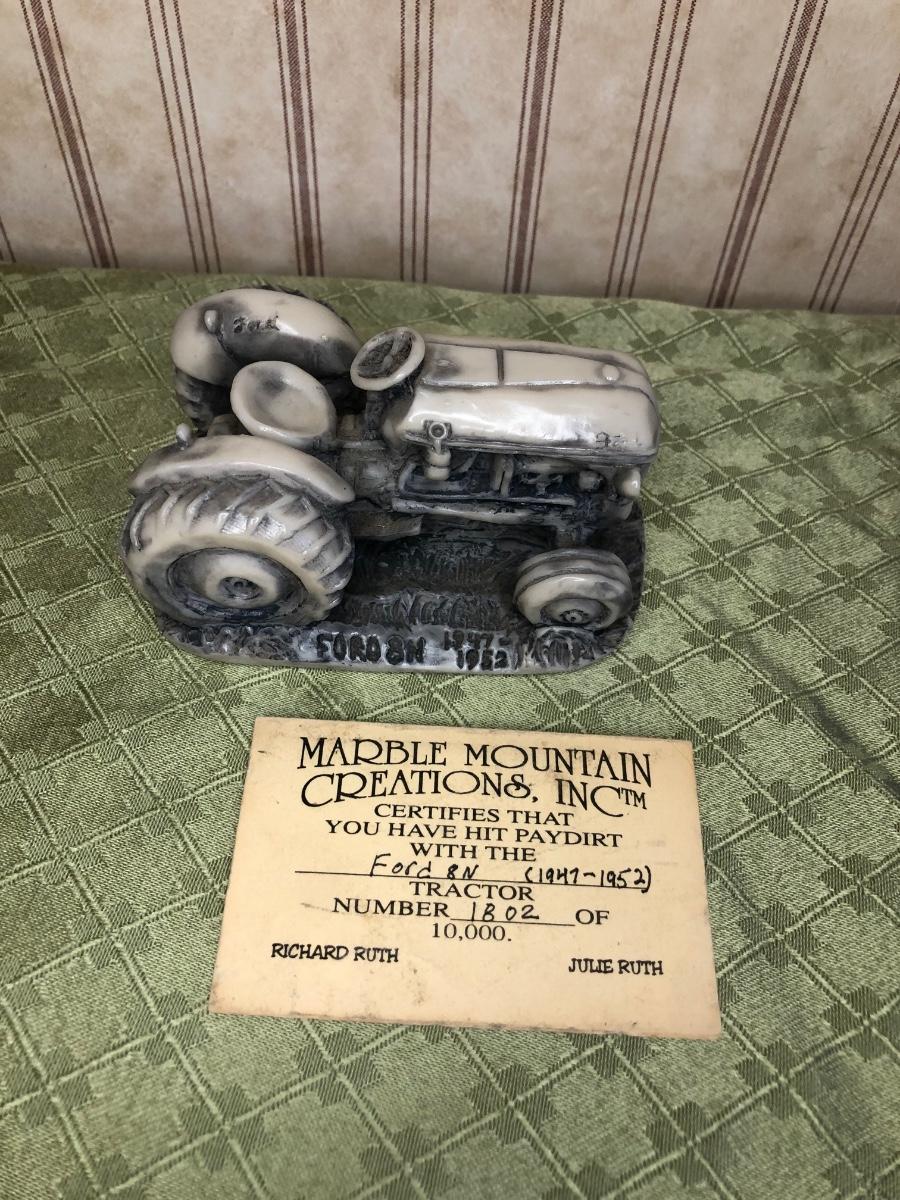 Ford
Ford
FORD 8N 1947-
1952
MARBLE MOUNTAIN
CREATIONS, INC™
CERTIFIES THAT
YOU HAVE HIT PAYDIRT
WITH THE
Ford 8N (1947-1952)
TRACTOR
NUMBER 1802 OF
10,000.
RICHARD RUTH
JULIE RUTH